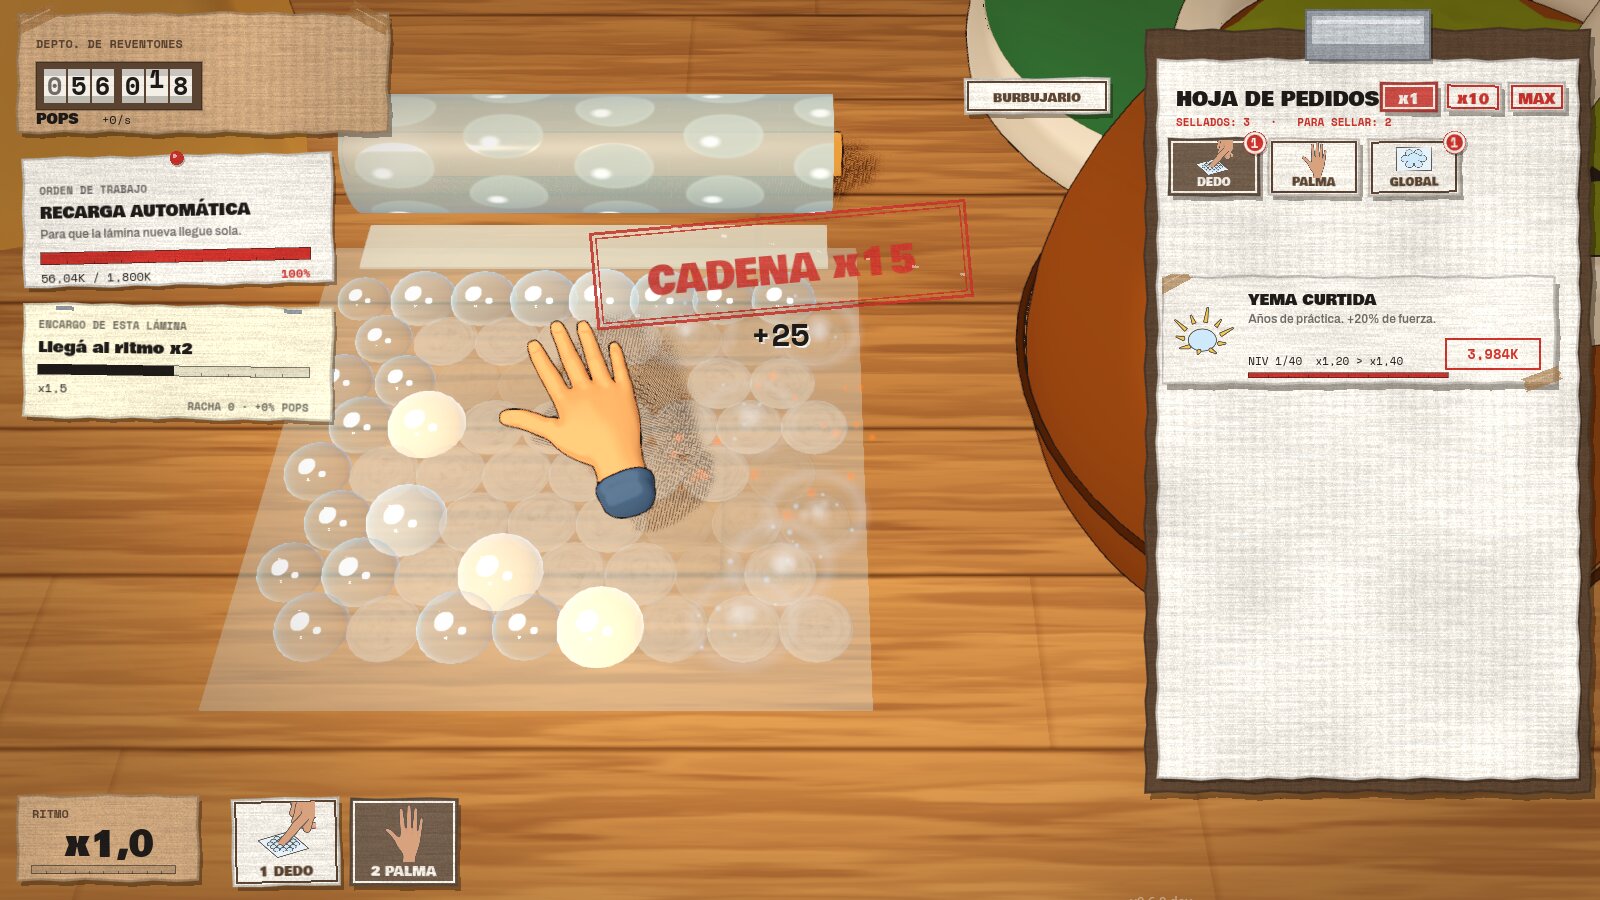 DEPTO. DE REVENTONES
056 018
POPS +0/s
ORDEN DE TRABAJO
RECARGA AUTOMÁTICA
Para que la lámina nueva llegue sola.
56,04K / 1,800K 100%
ENCARGO DE ESTA LÁMINA
Llegá al ritmo x2
x1,5
RACHA 0 · +0% POPS
BURBUJARIO
CADENA x15
+25
HOJA DE PEDIDOS x1 x10 MAX
SELLADOS: 3 · PARA SELLAR: 2
1 1
DEDO PALMA GLOBAL
YEMA CURTIDA
Años de práctica. +20% de fuerza.
NIV 1/40 x1,20 > x1,40 3,984K
RITMO
x1,0
1 DEDO 2 PALMA